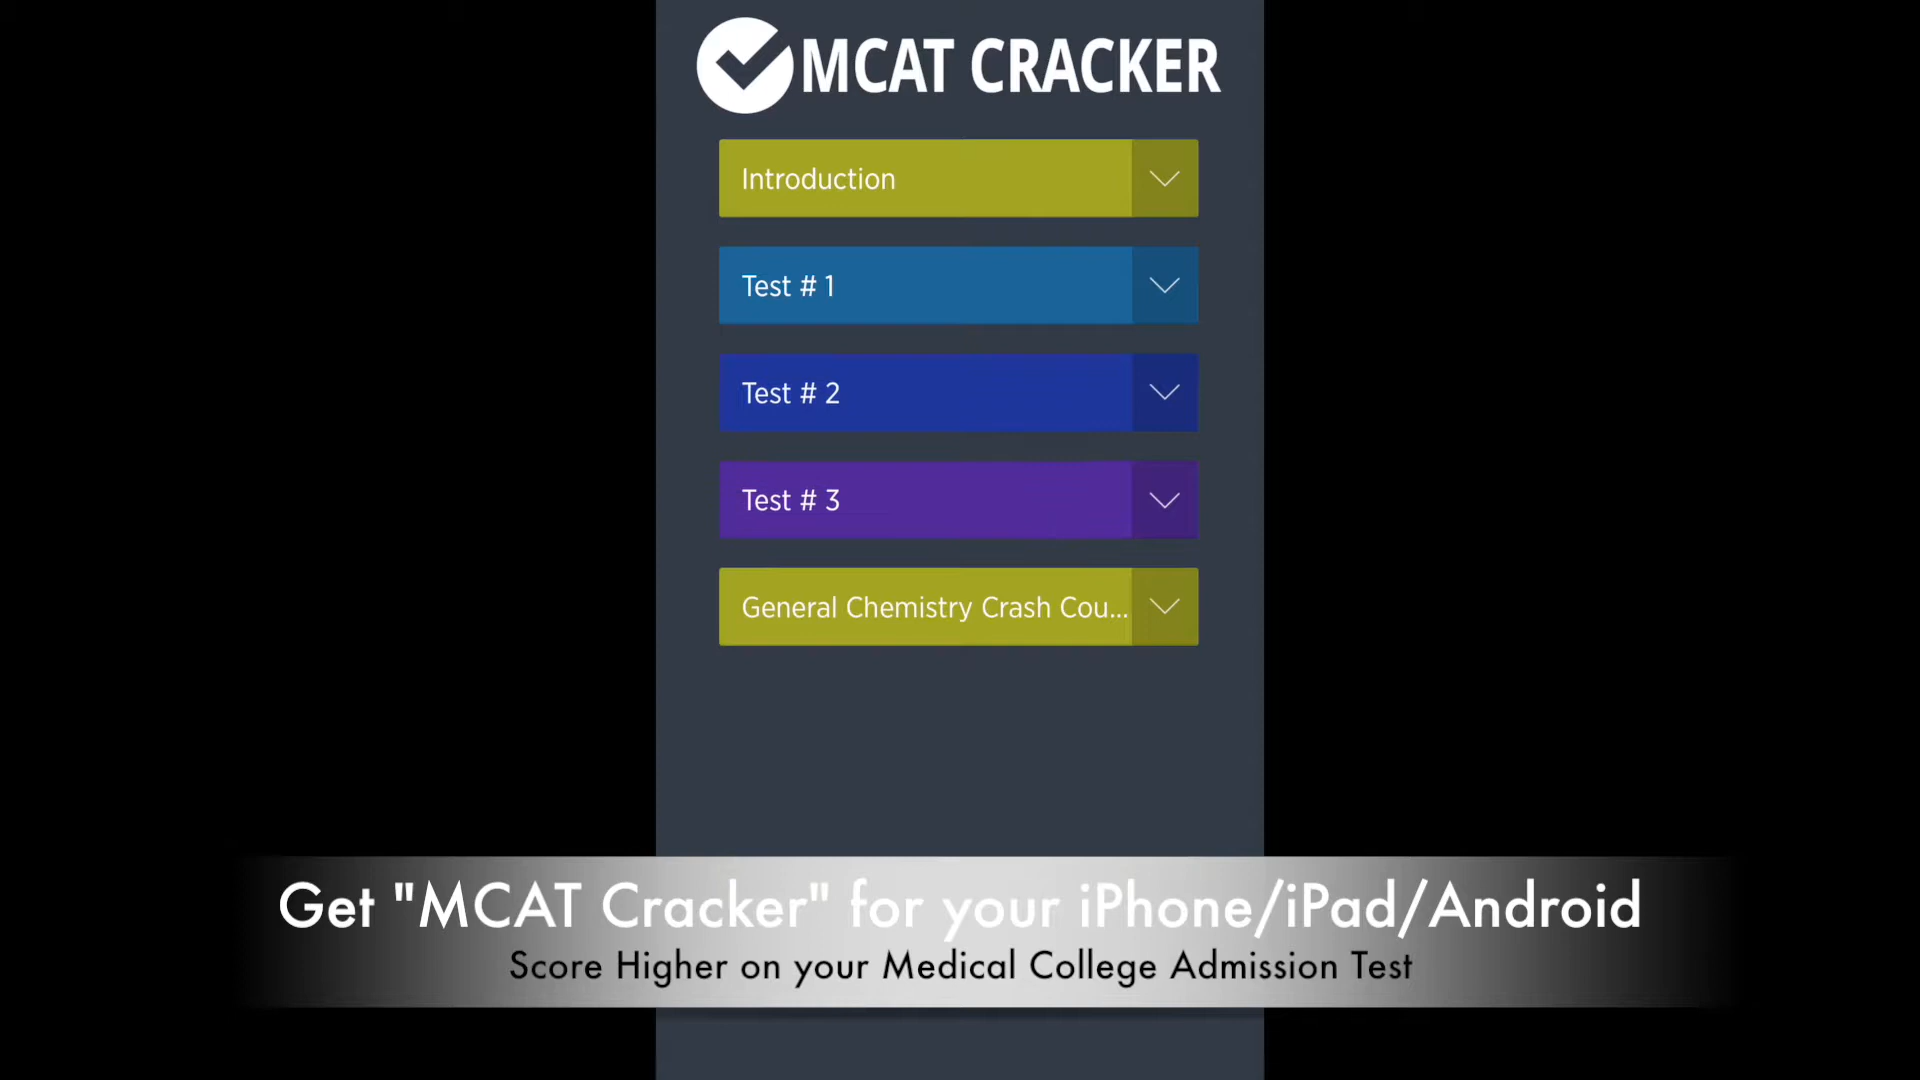 MCAT CRACKER
Introduction
Test # 1
Test # 2
Test # 3
General Chemistry Crash Cou...
Get "MCAT Cracker" for your iPhone/iPad/Android
Score Higher on your Medical College Admission Test